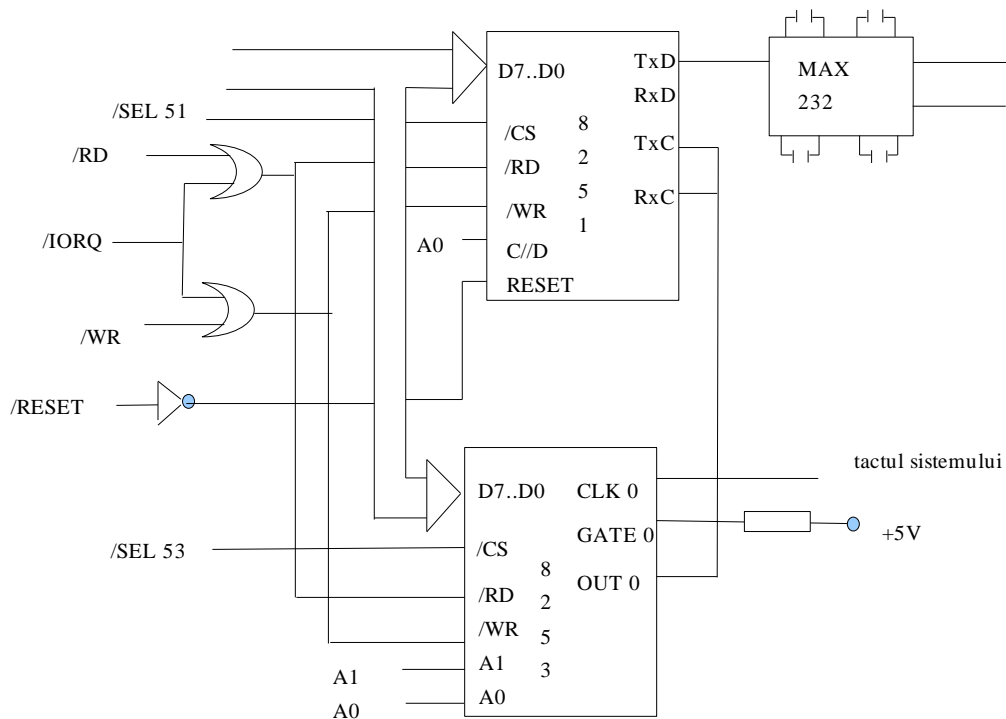 /SEL 51
/RD
/IORQ
/WR
/RESET
D7..D0
/CS
/RD
/WR
C//D
RESET
A0
8
2
5
1
TxD
RxD
TxC
RxC
MAX
232
/SEL 53
D7..D0
/CS
/RD
/WR
A1
A0
A1
A0
8
2
5
3
CLK 0
GATE 0
OUT 0
tactul sistemului
+5V